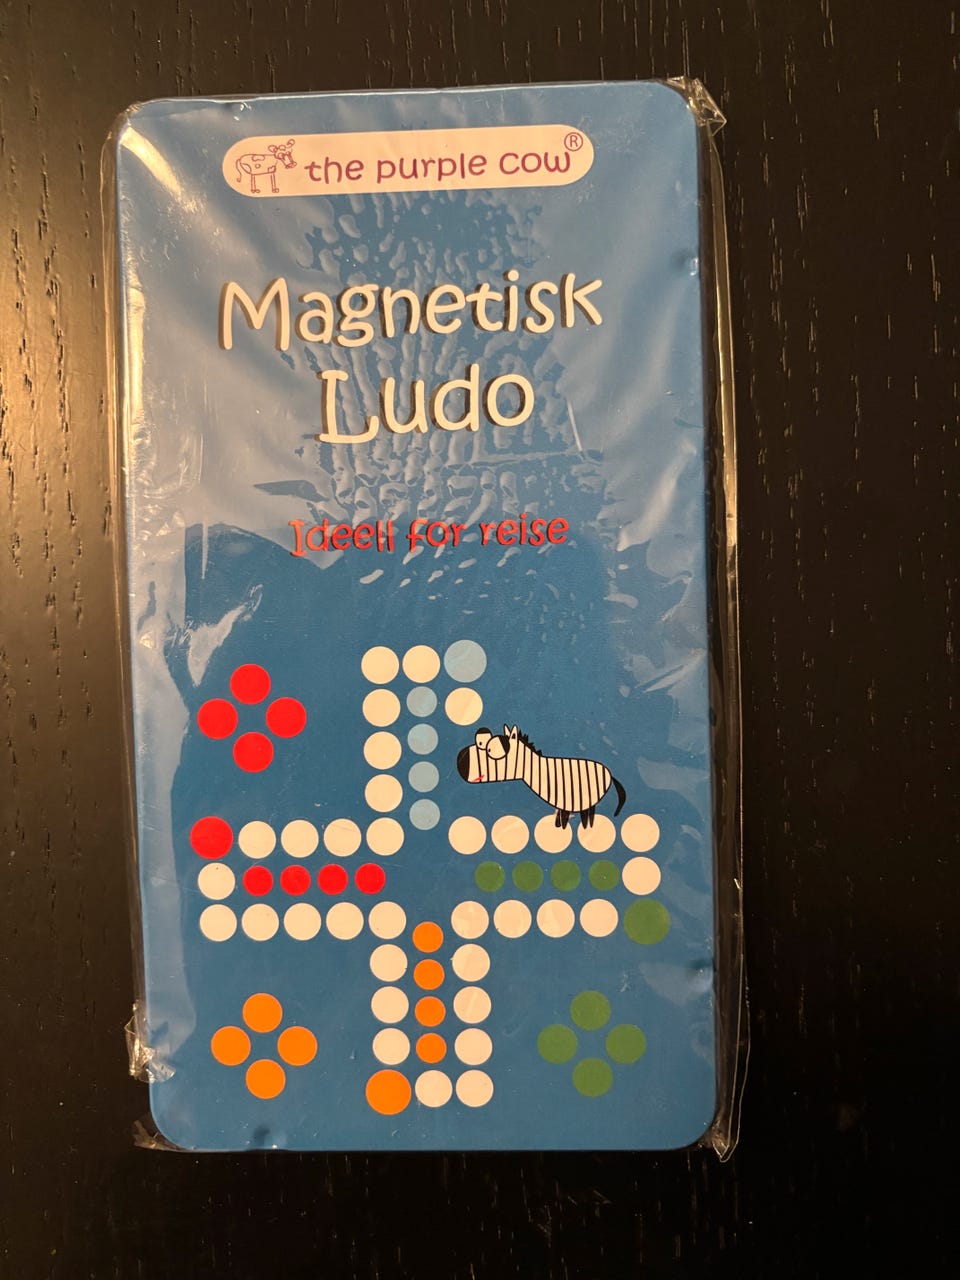 the purple cow®
Magnetisk
Ludo
Ideell for reise